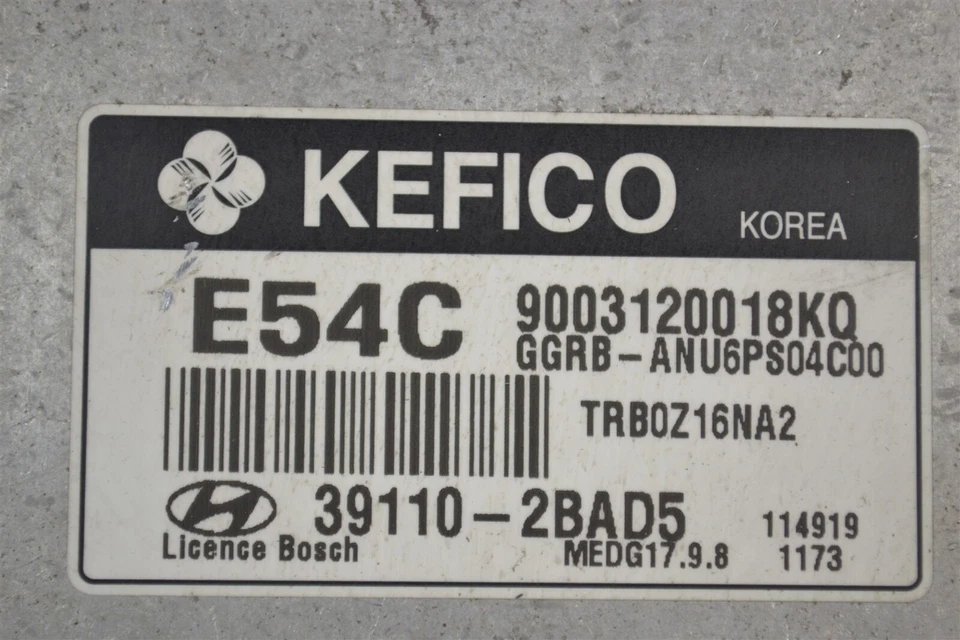 KEFICO KOREA
E54C 9003120018KQ
GGRB-ANU6PS04C00
TRB0Z16NA2
39110-2BAD5 114919
Licence Bosch MEDG17.9.8 1173